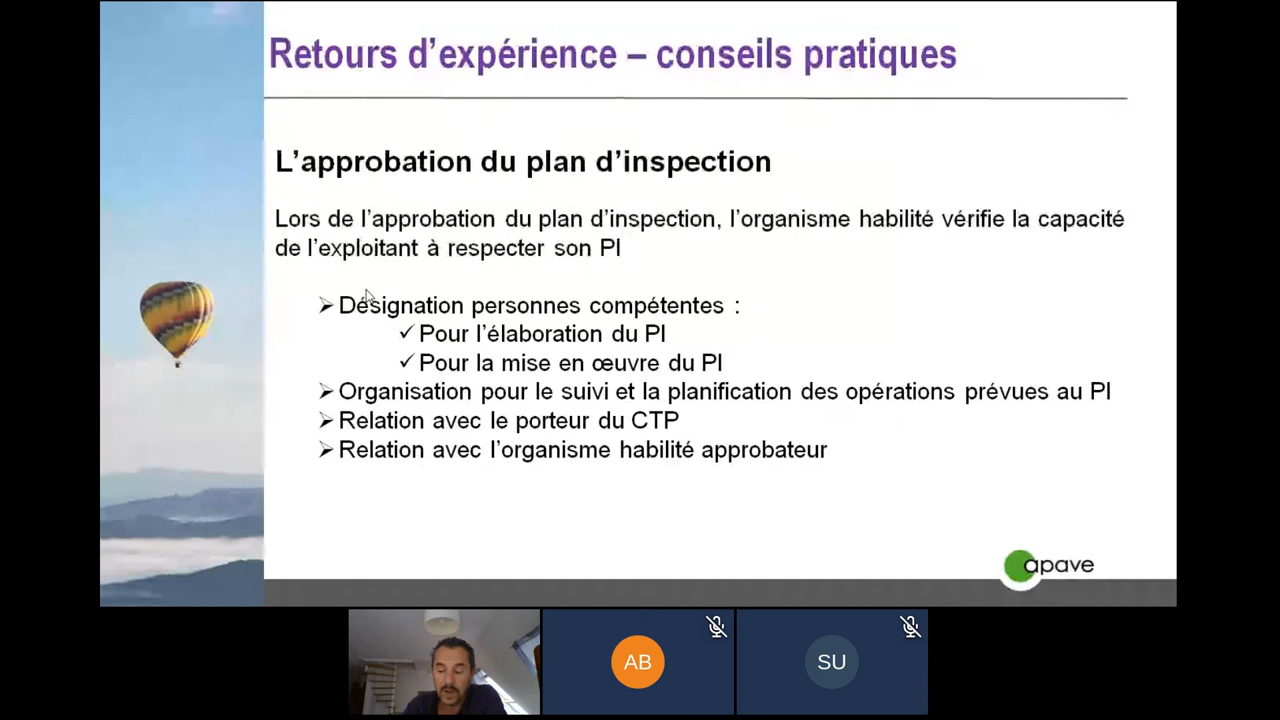 Retours d’expérience – conseils pratiques
L’approbation du plan d’inspection
Lors de l’approbation du plan d’inspection, l’organisme habilité vérifie la capacité
de l’exploitant à respecter son PI
Désignation personnes compétentes :
Pour l’élaboration du PI
Pour la mise en œuvre du PI
Organisation pour le suivi et la planification des opérations prévues au PI
Relation avec le porteur du CTP
Relation avec l’organisme habilité approbateur
apave
AB
SU